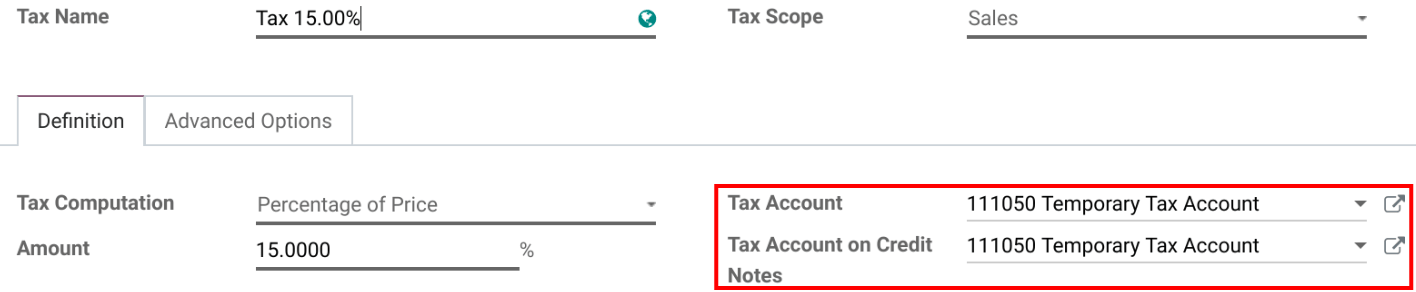 Tax Name Tax 15.00% Tax Scope Sales
Definition Advanced Options
Tax Computation Percentage of Price Tax Account 111050 Temporary Tax Account
Amount 15.0000 % Tax Account on Credit 111050 Temporary Tax Account
Notes